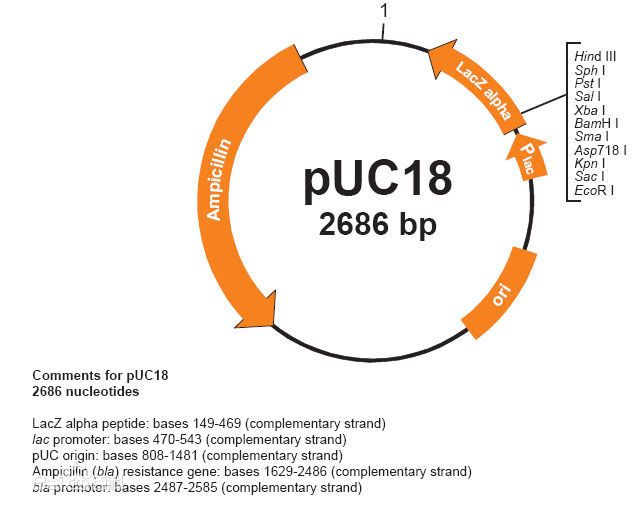 1
Hind III
Sph I
Pst I
Sal I
Xba I
BamH I
Sma I
Asp718 I
Kpn I
Sac I
EcoR I
LacZ alpha
Plac
Ampicillin
pUC18
2686 bp
ori
Comments for pUC18
2686 nucleotides
LacZ alpha peptide: bases 149-469 (complementary strand)
lac promoter: bases 470-543 (complementary strand)
pUC origin: bases 808-1481 (complementary strand)
Ampicillin (bla) resistance gene: bases 1629-2486 (complementary strand)
bla promoter: bases 2487-2585 (complementary strand)